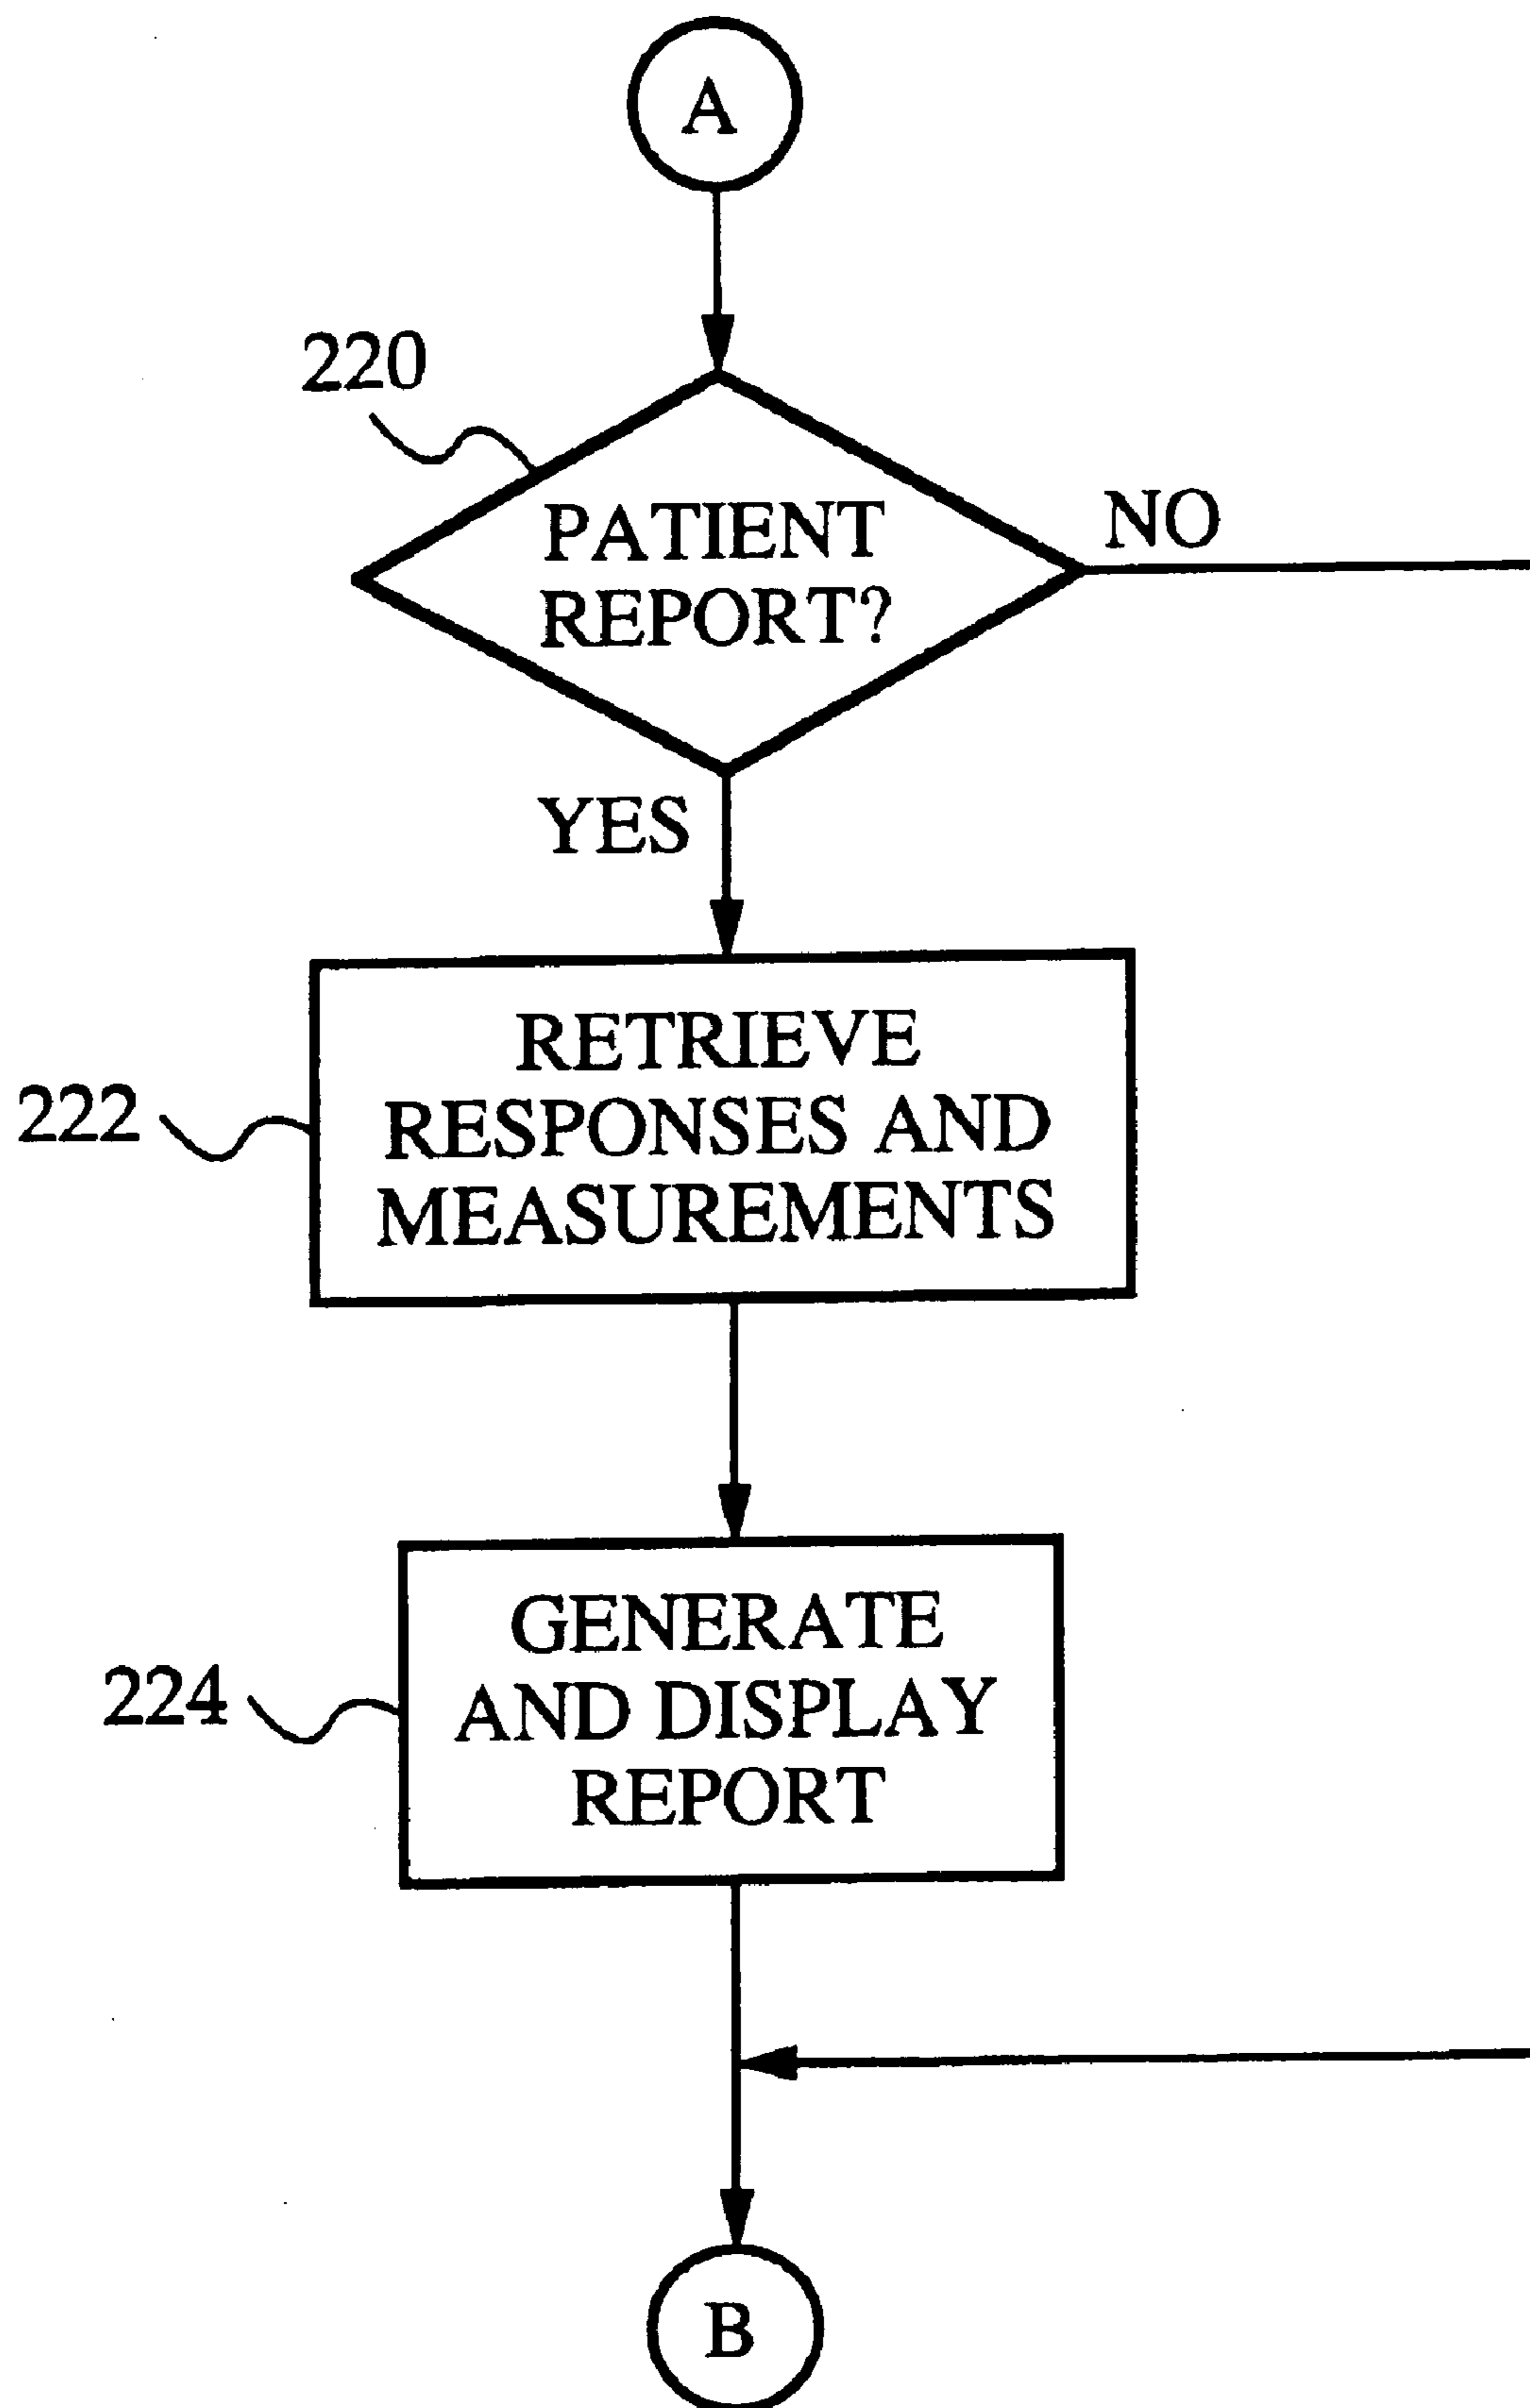 A
220
PATIENT
REPORT?
NO
YES
222
RETRIEVE
RESPONSES AND
MEASUREMENTS
224
GENERATE
AND DISPLAY
REPORT
B